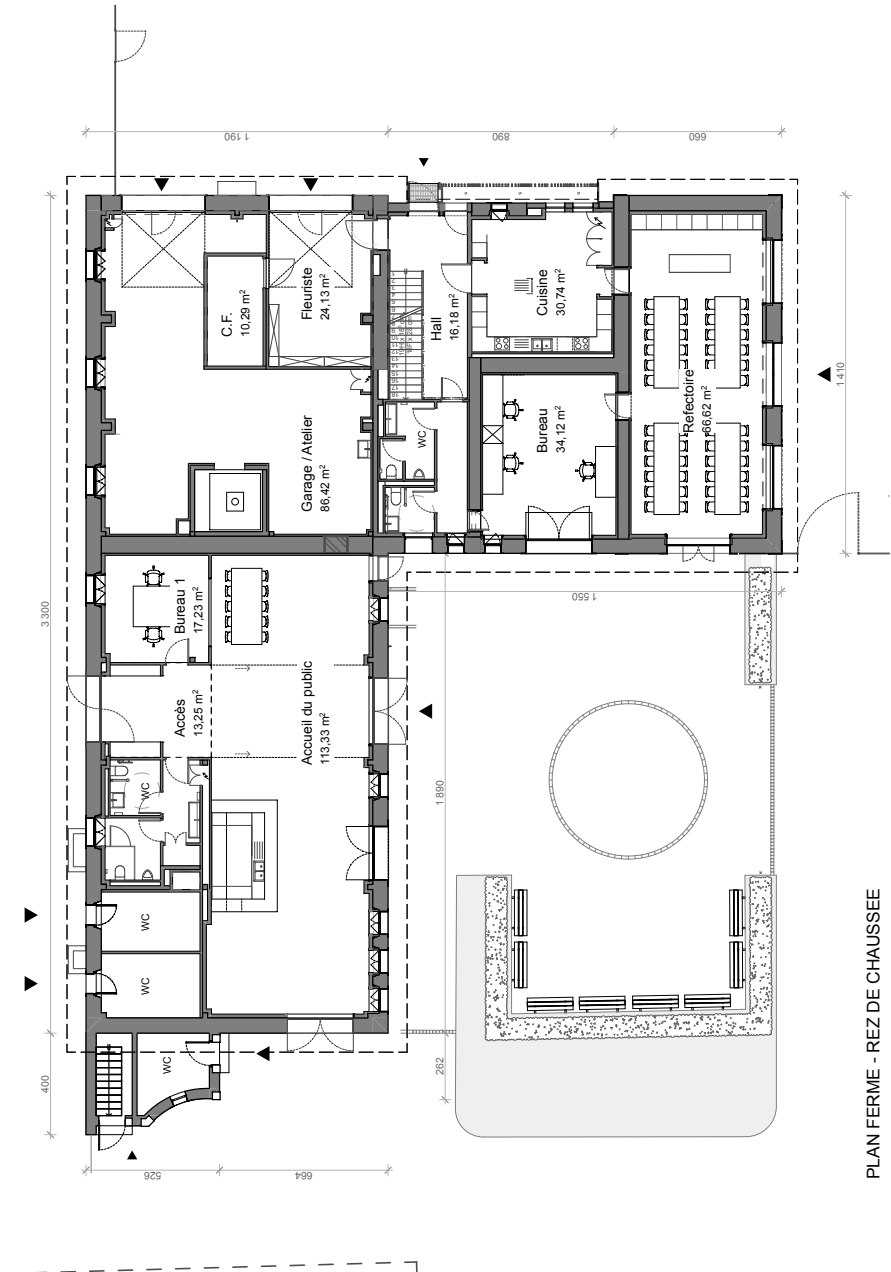 1 190
890
660
Fleuriste
24,13 m²
C.F.
10,29 m²
Hall
16,18 m²
Cuisine
30,74 m²
Refectoire
66,62 m²
1 410
Garage / Atelier
86,42 m²
WC
Bureau
34,12 m²
3 300
Bureau 1
17,23 m²
1 550
Accès
13,25 m²
Accueil du public
113,33 m²
WC
1 890
WC
WC
WC
400
262
526
664
PLAN FERME - REZ DE CHAUSSEE